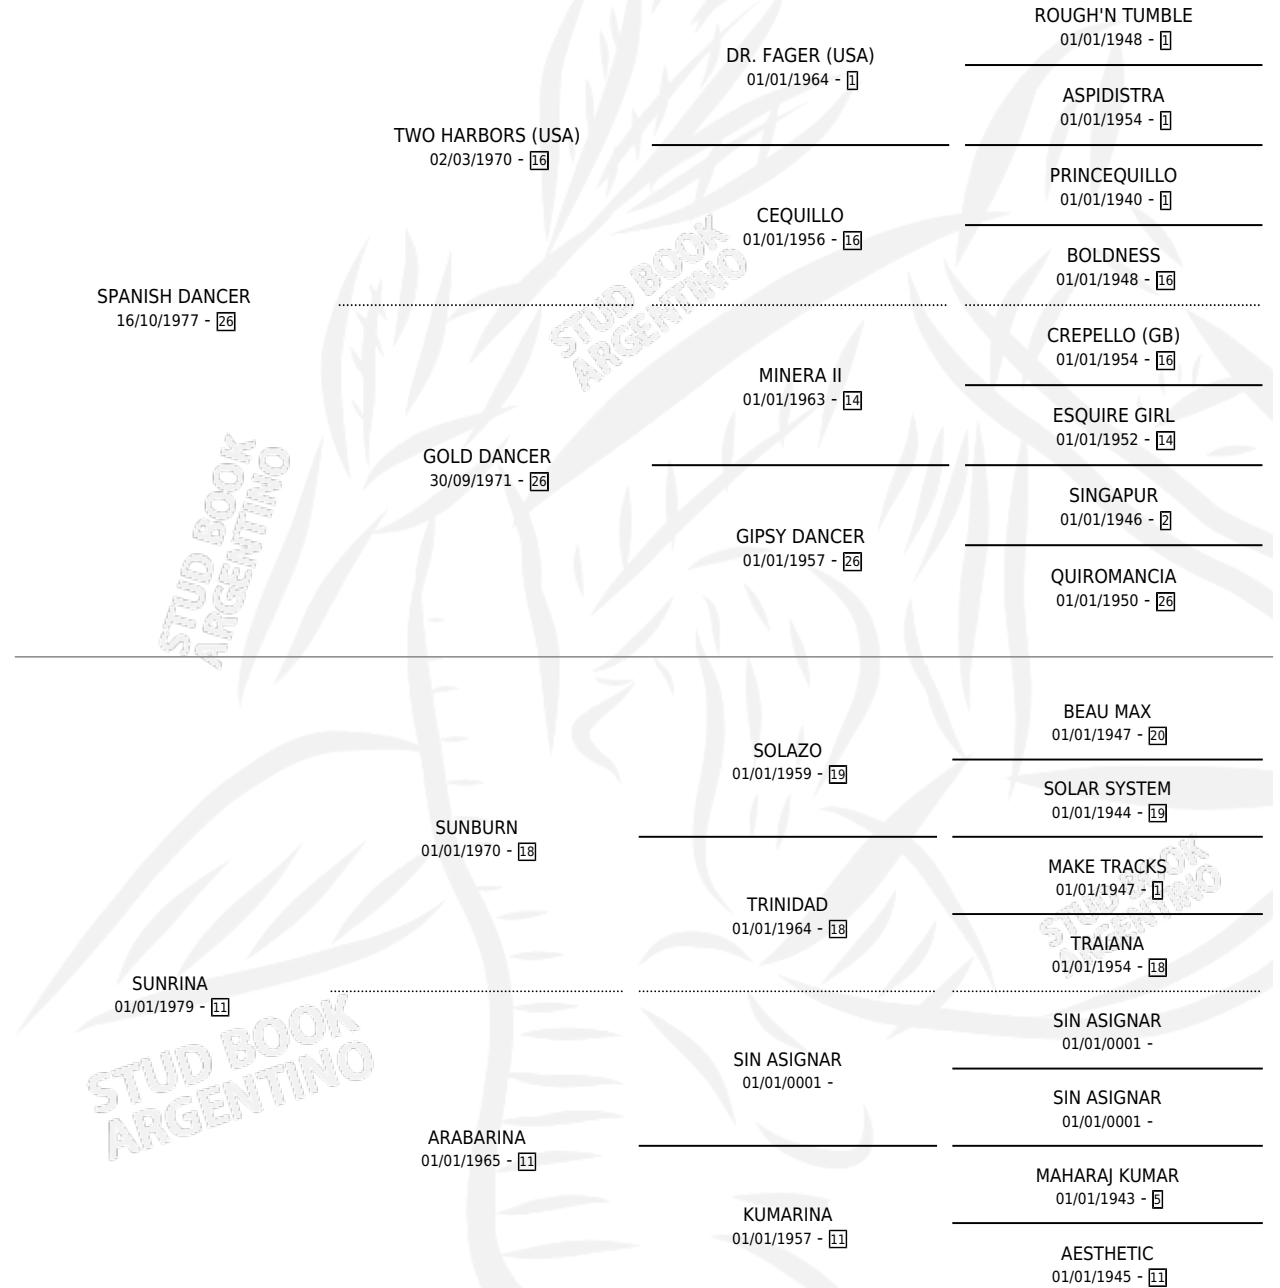 ROUGH'N TUMBLE
01/01/1948 - 1
DR. FAGER (USA)
01/01/1964 - 1
ASPIDISTRA
01/01/1954 - 1
TWO HARBORS (USA)
02/03/1970 - 16
PRINCEQUILLO
01/01/1940 - 1
CEQUILLO
01/01/1956 - 16
BOLDNESS
01/01/1948 - 16
SPANISH DANCER
16/10/1977 - 26
STUD BOOK
ARGENTINO
CREPELLO (GB)
01/01/1954 - 16
MINERA II
01/01/1963 - 14
ESQUIRE GIRL
01/01/1952 - 14
GOLD DANCER
30/09/1971 - 26
SINGAPUR
01/01/1946 - 2
GIPSY DANCER
01/01/1957 - 26
QUIROMANCIA
01/01/1950 - 26
STUD BOOK
ARGENTINO
BEAU MAX
01/01/1947 - 20
SOLAZO
01/01/1959 - 19
SOLAR SYSTEM
01/01/1944 - 19
SUNBURN
01/01/1970 - 18
MAKE TRACKS
01/01/1947 - 1
TRINIDAD
01/01/1964 - 18
STUD BOOK
ARGENTINO
TRAIANA
01/01/1954 - 18
SUNRINA
01/01/1979 - 11
SIN ASIGNAR
01/01/0001 -
SIN ASIGNAR
01/01/0001 -
STUD BOOK
ARGENTINO
SIN ASIGNAR
01/01/0001 -
ARABARINA
01/01/1965 - 11
MAHARAJ KUMAR
01/01/1943 - 5
KUMARINA
01/01/1957 - 11
AESTHETIC
01/01/1945 - 11